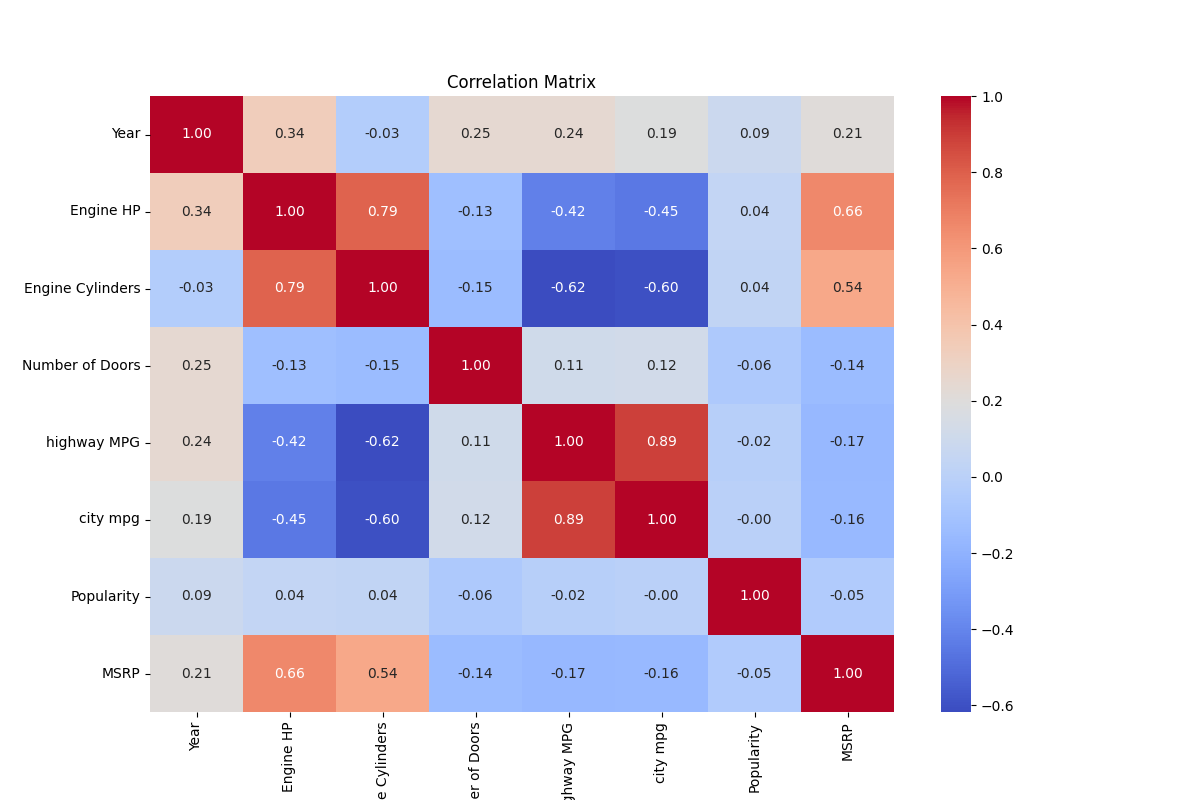 Correlation Matrix
Year 1.00 0.34 -0.03 0.25 0.24 0.19 0.09 0.21
Engine HP 0.34 1.00 0.79 -0.13 -0.42 -0.45 0.04 0.66
Engine Cylinders -0.03 0.79 1.00 -0.15 -0.62 -0.60 0.04 0.54
Number of Doors 0.25 -0.13 -0.15 1.00 0.11 0.12 -0.06 -0.14
highway MPG 0.24 -0.42 -0.62 0.11 1.00 0.89 -0.02 -0.17
city mpg 0.19 -0.45 -0.60 0.12 0.89 1.00 -0.00 -0.16
Popularity 0.09 0.04 0.04 -0.06 -0.02 -0.00 1.00 -0.05
MSRP 0.21 0.66 0.54 -0.14 -0.17 -0.16 -0.05 1.00
Year
Engine HP
e Cylinders
er of Doors
ghway MPG
city mpg
Popularity
MSRP
1.0
0.8
0.6
0.4
0.2
0.0
−0.2
−0.4
−0.6